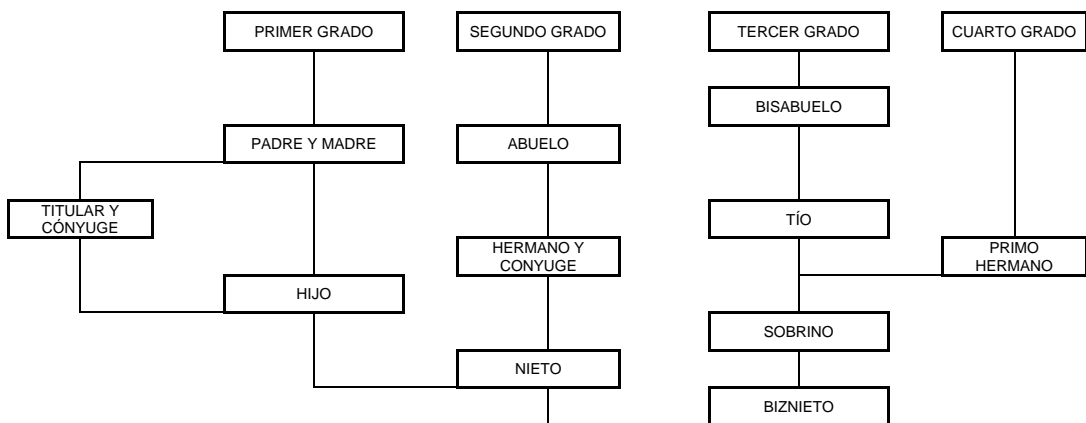 PRIMER GRADO
SEGUNDO GRADO
TERCER GRADO
CUARTO GRADO
BISABUELO
PADRE Y MADRE
ABUELO
TITULAR Y
CÓNYUGE
TÍO
HERMANO Y
CONYUGE
PRIMO
HERMANO
HIJO
SOBRINO
NIETO
BIZNIETO